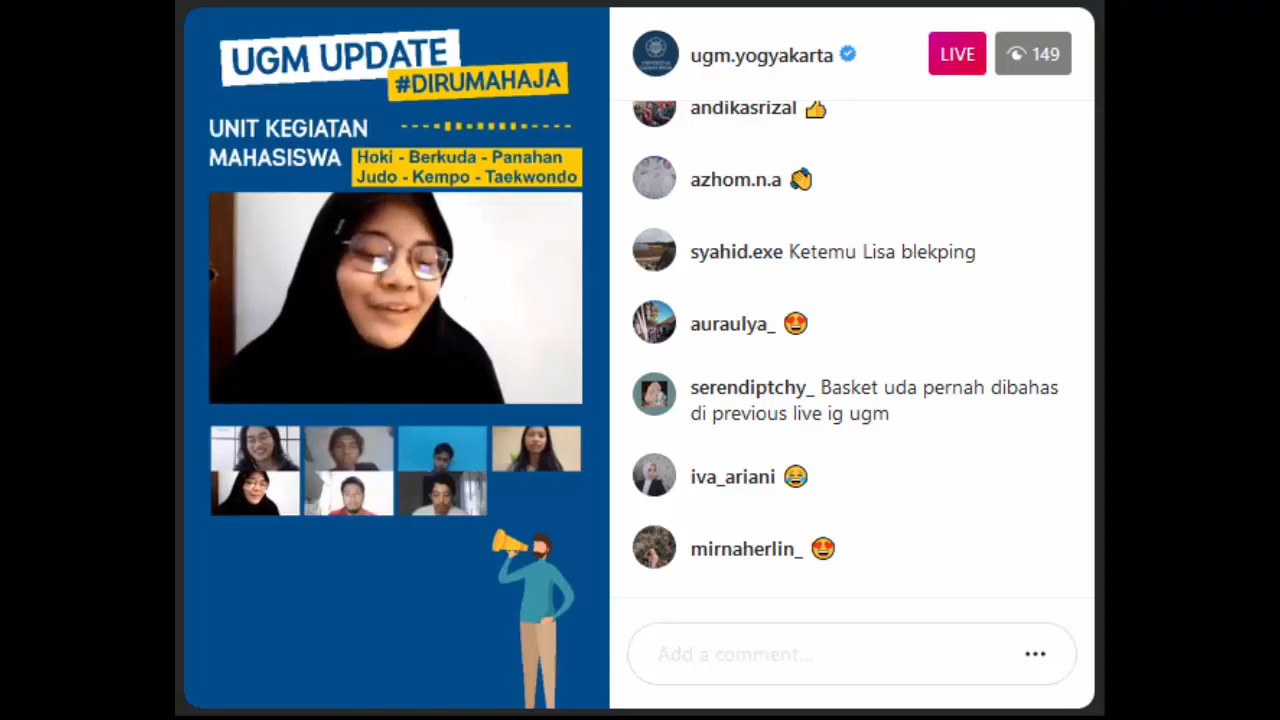 UGM UPDATE
#DIRUMAHAJA
UNIT KEGIATAN
MAHASISWA
Hoki - Berkuda - Panahan
Judo - Kempo - Taekwondo
ugm.yogyakarta
LIVE
149
andikasrizal 👍
azhom.n.a 👏
syahid.exe Ketemu Lisa blekping
auraulya_ 😍
serendiptchy_ Basket uda pernah dibahas
di previous live ig ugm
iva_ariani 😂
mirnaherlin_ 😍
Add a comment...